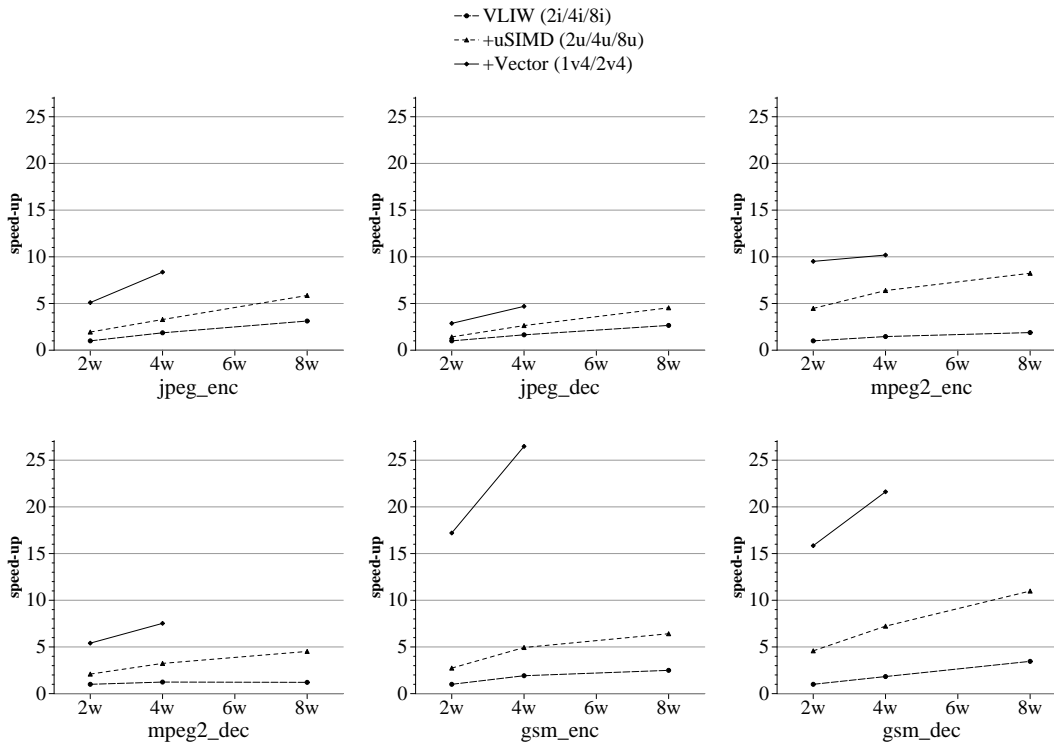 VLIW (2i/4i/8i)
+uSIMD (2u/4u/8u)
+Vector (1v4/2v4)
25
20
15
10
5
0
speed-up
2w 4w 6w 8w
jpeg_enc
25
20
15
10
5
0
speed-up
2w 4w 6w 8w
jpeg_dec
25
20
15
10
5
0
speed-up
2w 4w 6w 8w
mpeg2_enc
25
20
15
10
5
0
speed-up
2w 4w 6w 8w
mpeg2_dec
25
20
15
10
5
0
speed-up
2w 4w 6w 8w
gsm_enc
25
20
15
10
5
0
speed-up
2w 4w 6w 8w
gsm_dec